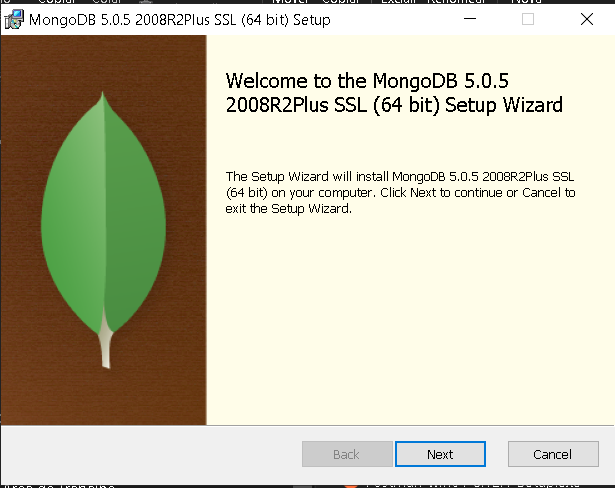 MongoDB 5.0.5 2008R2Plus SSL (64 bit) Setup
Welcome to the MongoDB 5.0.5
2008R2Plus SSL (64 bit) Setup Wizard
The Setup Wizard will install MongoDB 5.0.5 2008R2Plus SSL
(64 bit) on your computer. Click Next to continue or Cancel to
exit the Setup Wizard.
Back
Next
Cancel